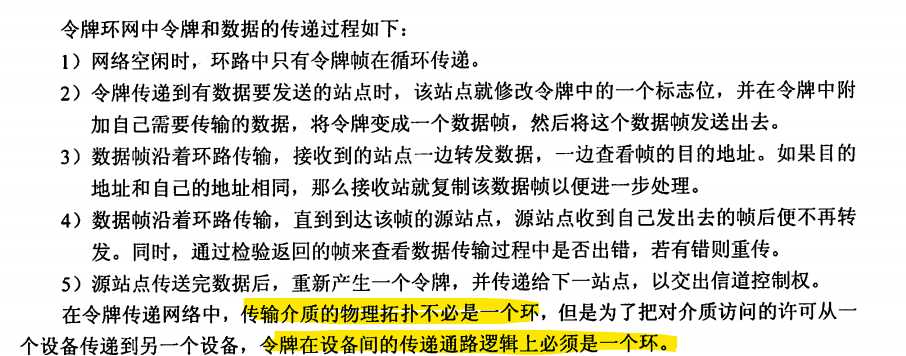 令牌环网中令牌和数据的传递过程如下：
1）网络空闲时，环路中只有令牌帧在循环传递。
2）令牌传递到有数据要发送的站点时，该站点就修改令牌中的一个标志位，并在令牌中附
加自己需要传输的数据，将令牌变成一个数据帧，然后将这个数据帧发送出去。
3）数据帧沿着环路传输，接收到的站点一边转发数据，一边查看帧的目的地址。如果目的
地址和自己的地址相同，那么接收站就复制该数据帧以便进一步处理。
4）数据帧沿着环路传输，直到到达该帧的源站点，源站点收到自己发出去的帧后便不再转
发。同时，通过检验返回的帧来查看数据传输过程中是否出错，若有错则重传。
5）源站点传送完数据后，重新产生一个令牌，并传递给下一站点，以交出信道控制权。
在令牌传递网络中，传输介质的物理拓扑不必是一个环，但是为了把对介质访问的许可从一
个设备传递到另一个设备，令牌在设备间的传递通路逻辑上必须是一个环。